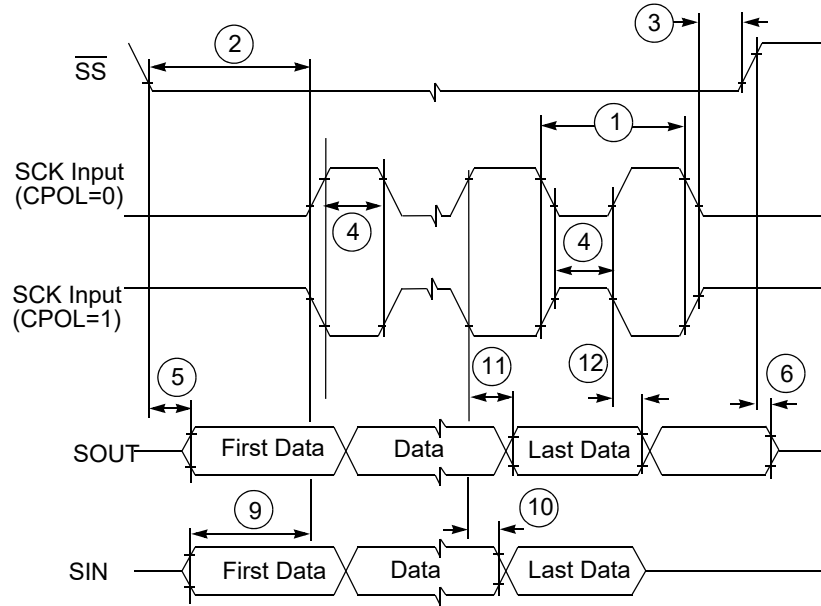 3
2
SS
1
SCK Input
(CPOL=0)
4
4
SCK Input
(CPOL=1)
5
11
12
6
SOUT
First Data
Data
Last Data
9
10
SIN
First Data
Data
Last Data